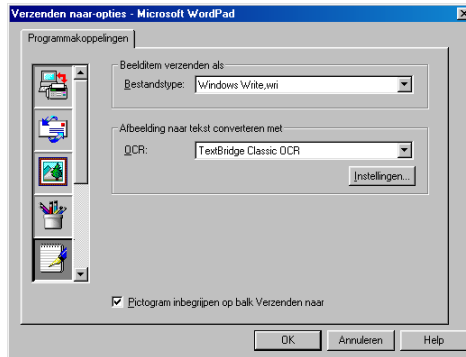 Verzenden naar-opties - Microsoft WordPad
Programmakoppelingen
Beelditem verzenden als
Bestandstype: Windows Write,wri
Afbeelding naar tekst converteren met
OCR: TextBridge Classic OCR
Instellingen...
Pictogram inbegrijpen op balk Verzenden naar
OK Annuleren Help